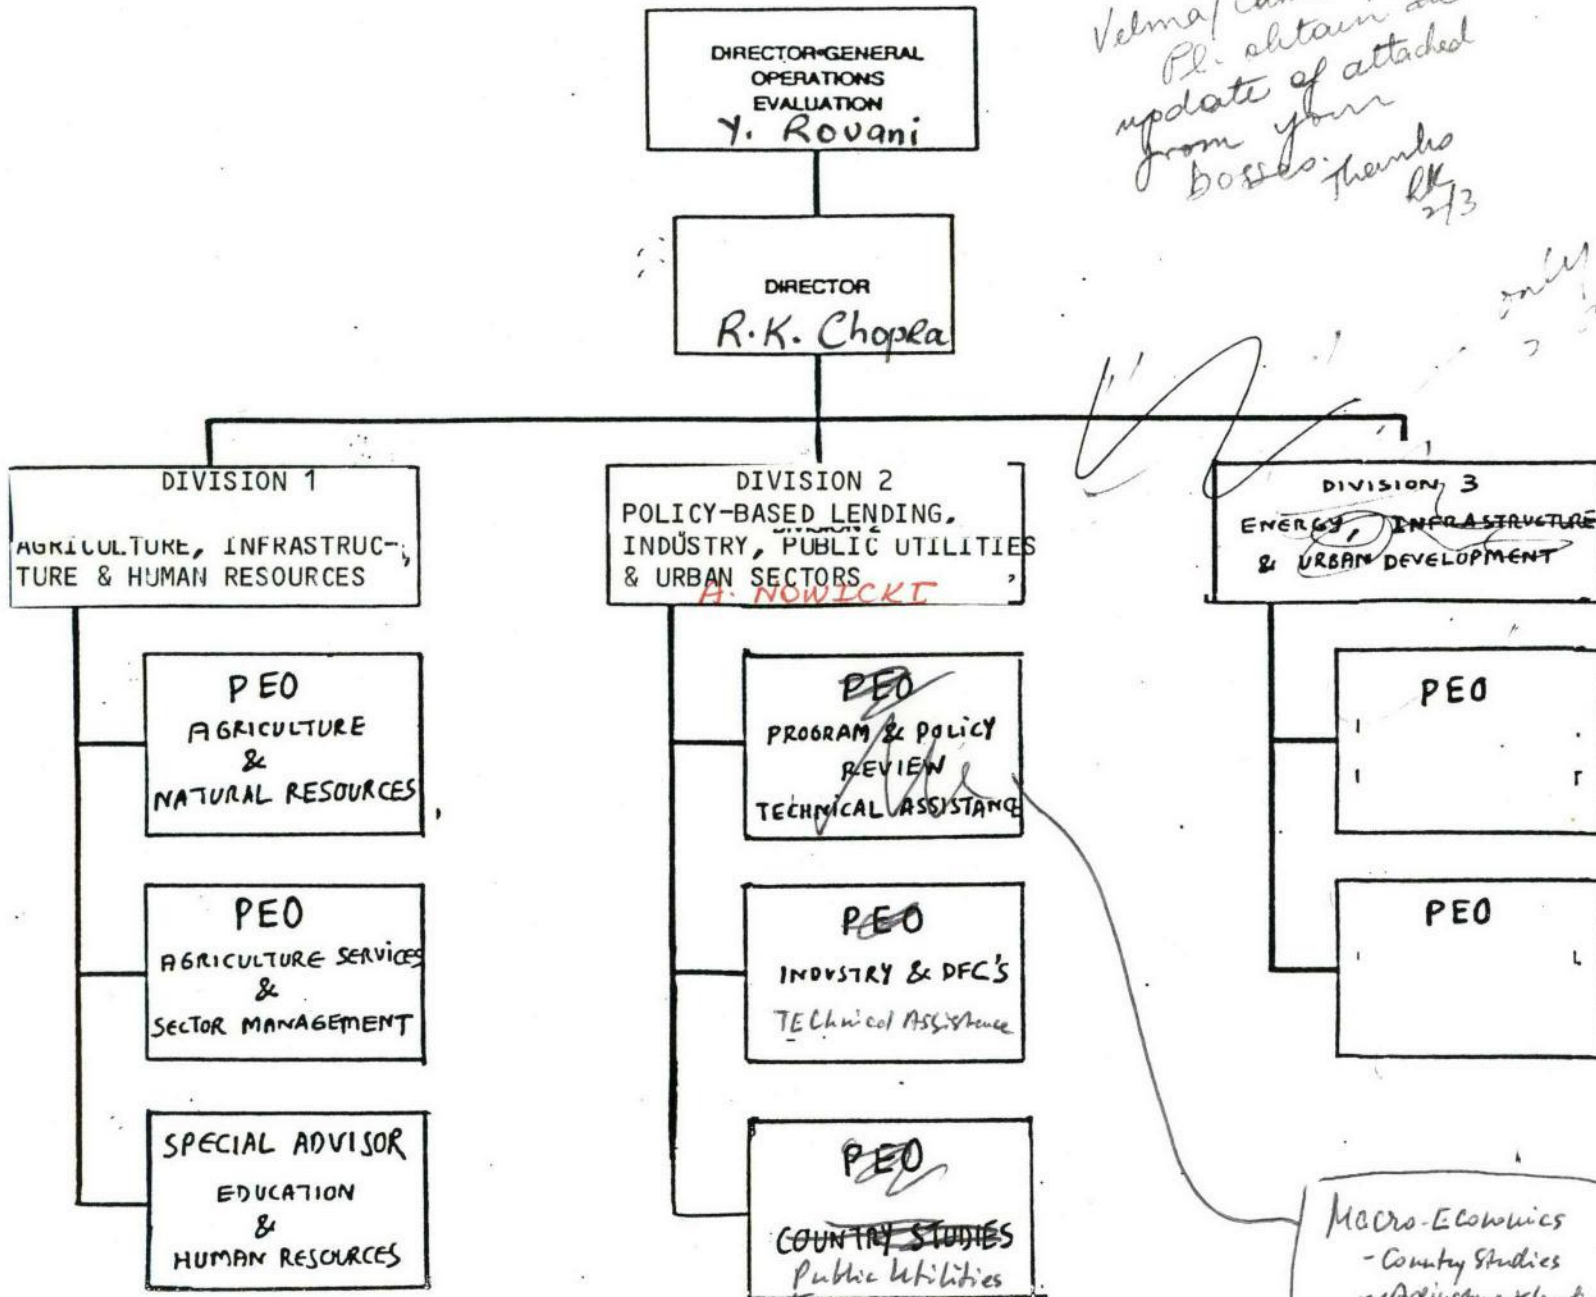 Velma/
Pl. obtain an
update of attached
from your
bosses. Thanks
2/3
only
DIRECTOR-GENERAL
OPERATIONS
EVALUATION
Y. Rovani
DIRECTOR
R.K. Chopra
DIVISION 1
AGRICULTURE, INFRASTRUC-
TURE & HUMAN RESOURCES
PEO
AGRICULTURE
&
NATURAL RESOURCES
PEO
AGRICULTURE SERVICES
&
SECTOR MANAGEMENT
SPECIAL ADVISOR
EDUCATION
&
HUMAN RESOURCES
DIVISION 2
POLICY-BASED LENDING,
INDUSTRY, PUBLIC UTILITIES
& URBAN SECTORS
A. NOWICKI
PEO
PROGRAM & POLICY
REVIEW
TECHNICAL ASSISTANCE
PEO
INDUSTRY & DFC'S
TEChnical Assistance
PEO
COUNTRY STUDIES
Public Utilities
DIVISION 3
ENERGY, INFRASTRUCTURE
& URBAN DEVELOPMENT
PEO
PEO
Macro-Economics
- Country Studies